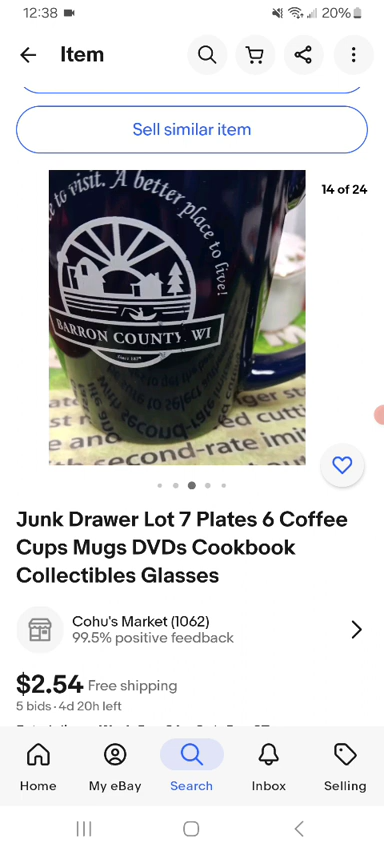 12:38
20%
Item
Sell similar item
14 of 24
to visit. A better place to live!
BARRON COUNTY, WI
second-rate
second-rate imit
Junk Drawer Lot 7 Plates 6 Coffee
Cups Mugs DVDs Cookbook
Collectibles Glasses
Cohu's Market (1062)
99.5% positive feedback
$2.54 Free shipping
5 bids · 4d 20h left
Home
My eBay
Search
Inbox
Selling